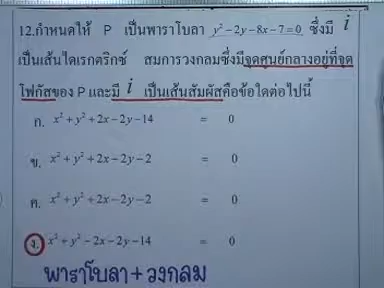 12.กำหนดให้ P เป็นพาราโบลา y²-2y-8x-7=0 ซึ่งมี i
เป็นเส้นไดเรกตริกซ์ สมการวงกลมซึ่งมีจุดศูนย์กลางอยู่ที่จุด
โฟกัสของ P และมี i เป็นเส้นสัมผัสคือข้อใดต่อไปนี้
ก. x²+y²+2x-2y-14 = 0
ข. x²+y²+2x-2y-2 = 0
ค. x²+y²+2x-2-2 = 0
ง. x²+y²-2x-2y-14 = 0
พาราโบลา+วงกลม